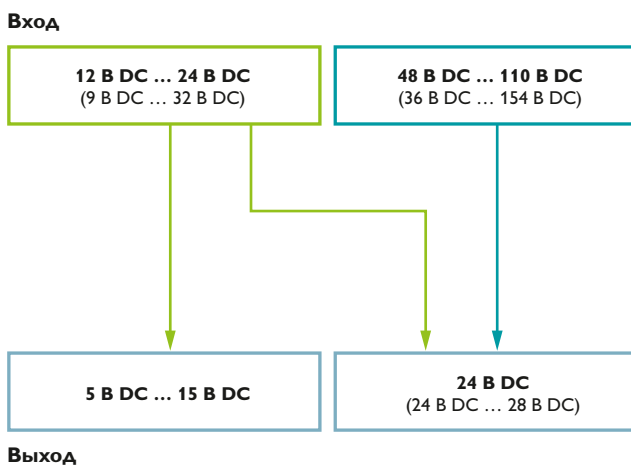 Вход
12 В DC … 24 В DC
(9 В DC … 32 В DC)
48 В DC … 110 В DC
(36 В DC … 154 В DC)
5 В DC … 15 В DC
24 В DC
(24 В DC … 28 В DC)
Выход